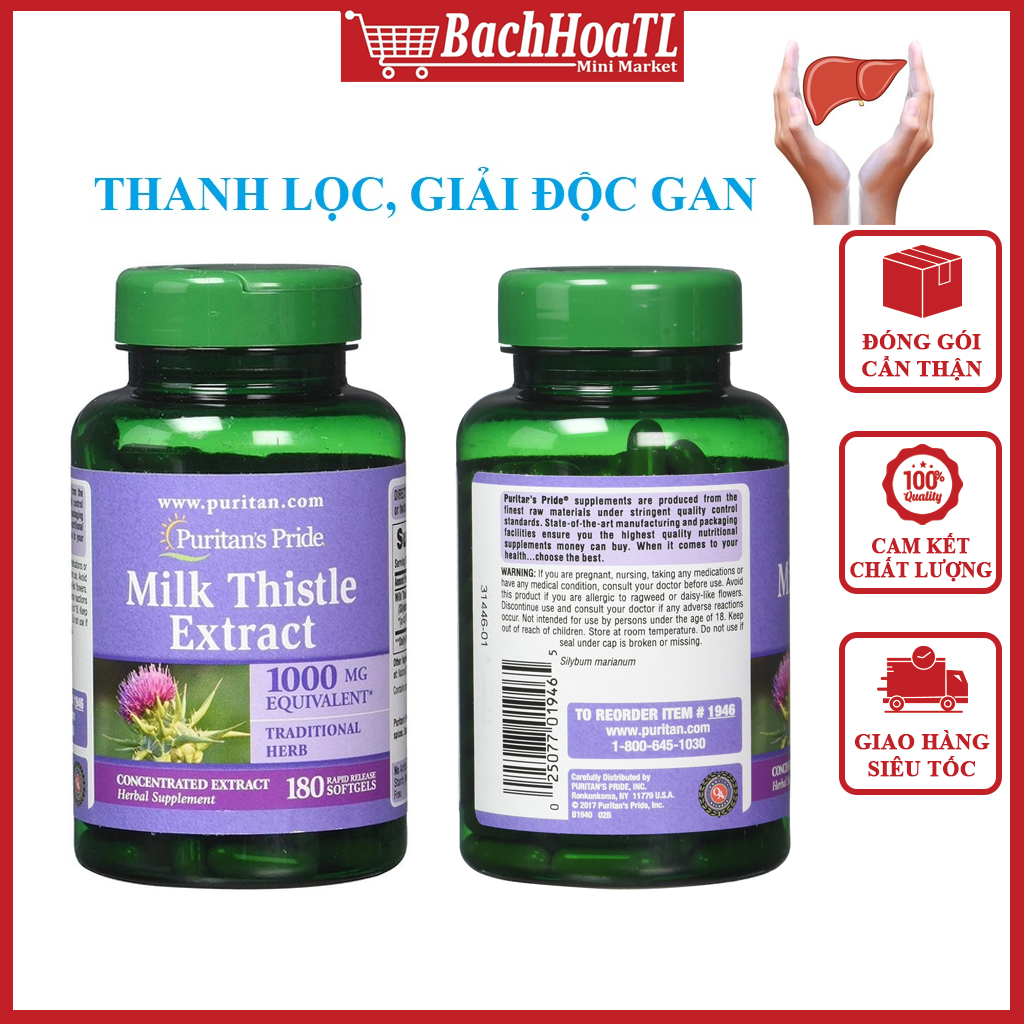 BachHoaTL
Mini Market
THANH LỌC, GIẢI ĐỘC GAN
ĐÓNG GÓI
CẨN THẬN
100%
Quality
CAM KẾT
CHẤT LƯỢNG
GIAO HÀNG
SIÊU TỐC
www.puritan.com
Puritan's Pride
Milk Thistle
Extract
1000 MG
EQUIVALENT*
TRADITIONAL
HERB
CONCENTRATED EXTRACT
Herbal Supplement
180 RAPID RELEASE
SOFTGELS
Puritan's Pride® supplements are produced from the
finest raw materials under stringent quality control
standards. State-of-the-art manufacturing and packaging
facilities ensure you the highest quality nutritional
supplements money can buy. When it comes to your
health...choose the best.
WARNING: If you are pregnant, nursing, taking any medications or
have any medical condition, consult your doctor before use. Avoid
this product if you are allergic to ragweed or daisy-like flowers.
Discontinue use and consult your doctor if any adverse reactions
occur. Not intended for use by persons under the age of 18. Keep
out of reach of children. Store at room temperature. Do not use if
seal under cap is broken or missing.
Silybum marianum
31446-01
0 25077 01946 5
TO REORDER ITEM # 1946
www.puritan.com
1-800-645-1030
Carefully Distributed by
PURITAN'S PRIDE, INC.
Ronkonkoma, NY 11779 U.S.A.
© 2017 Puritan's Pride, Inc.
B1940 02B